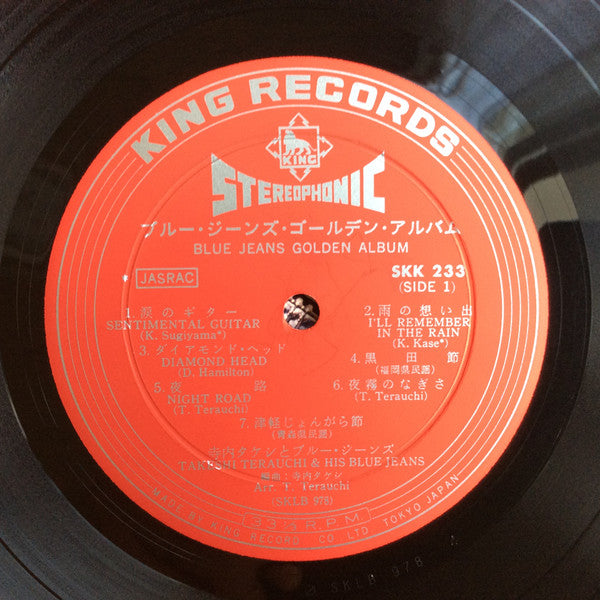 KING RECORDS
KING
STEREOPHONIC
ブルー・ジーンズ・ゴールデン・アルバム
BLUE JEANS GOLDEN ALBUM
JASRAC
SKK 233
(SIDE 1)
1. 涙のギター
SENTIMENTAL GUITAR
(K. Sugiyama*)
2. 雨の想い出
I'LL REMEMBER
IN THE RAIN
(K. Kase*)
3. ダイアモンド・ヘッド
DIAMOND HEAD
(D. Hamilton)
4. 黒田節
(福岡県民謡)
5. 夜路
NIGHT ROAD
(T. Terauchi)
6. 夜霧のなぎさ
(T. Terauchi)
7. 津軽じょんがら節
(青森県民謡)
寺内タケシとブルー・ジーンズ
TAKESHI TERAUCHI & HIS BLUE JEANS
編曲：寺内タケシ
Arr. T. Terauchi
(SKLB 978)
33⅓ R.P.M.
MADE BY KING RECORD CO. LTD. TOKYO JAPAN
SKLB 978